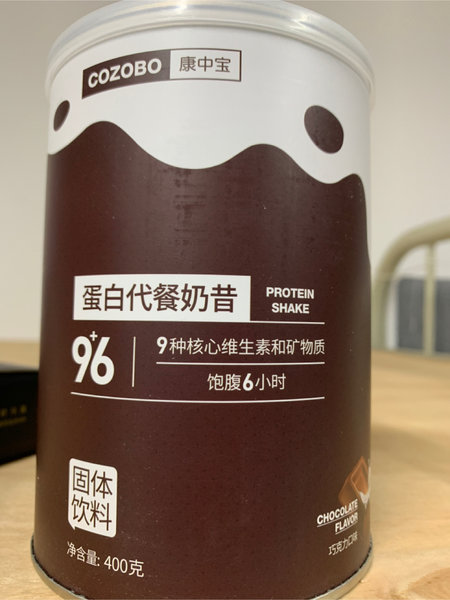 COZOBO 康中宝
蛋白代餐奶昔
PROTEIN
SHAKE
9+6
9种核心维生素和矿物质
饱腹6小时
固体
饮料
净含量: 400克
CHOCOLATE
FLAVOR
巧克力口味